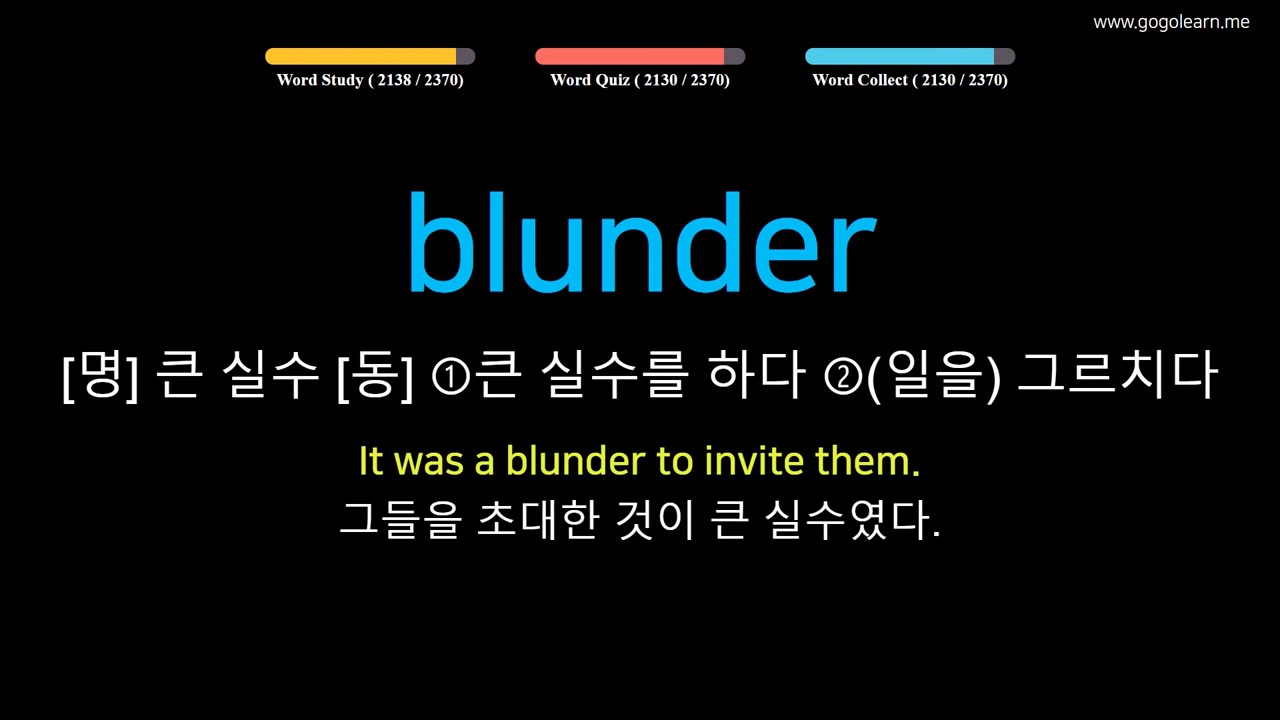 www.gogolearn.me
Word Study ( 2138 / 2370)
Word Quiz ( 2130 / 2370)
Word Collect ( 2130 / 2370)
blunder
[명] 큰 실수 [동] ①큰 실수를 하다 ②(일을) 그르치다
It was a blunder to invite them.
그들을 초대한 것이 큰 실수였다.